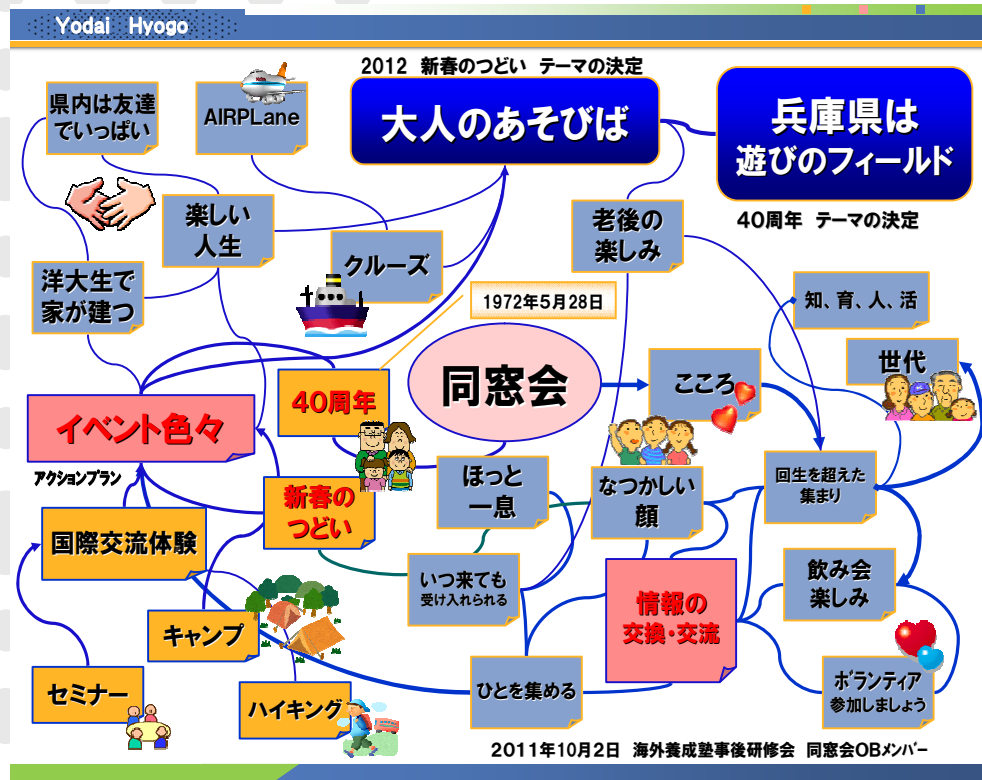 Yodai Hyogo
2012 新春のつどい テーマの決定
県内は友達
でいっぱい
AIRPLane
大人のあそびば
兵庫県は
遊びのフィールド
40周年 テーマの決定
楽しい
人生
クルーズ
老後の
楽しみ
洋大生で
家が建つ
1972年5月28日
知、育、人、活
世代
同窓会
こころ
40周年
イベント色々
アクションプラン
新春の
つどい
ほっと
一息
なつかしい
顔
回生を超えた
集まり
国際交流体験
いつ来ても
受け入れられる
情報の
交換・交流
飲み会
楽しみ
キャンプ
セミナー
ハイキング
ひとを集める
ボランティア
参加しましょう
2011年10月2日 海外養成塾事後研修会 同窓会OBメンバー